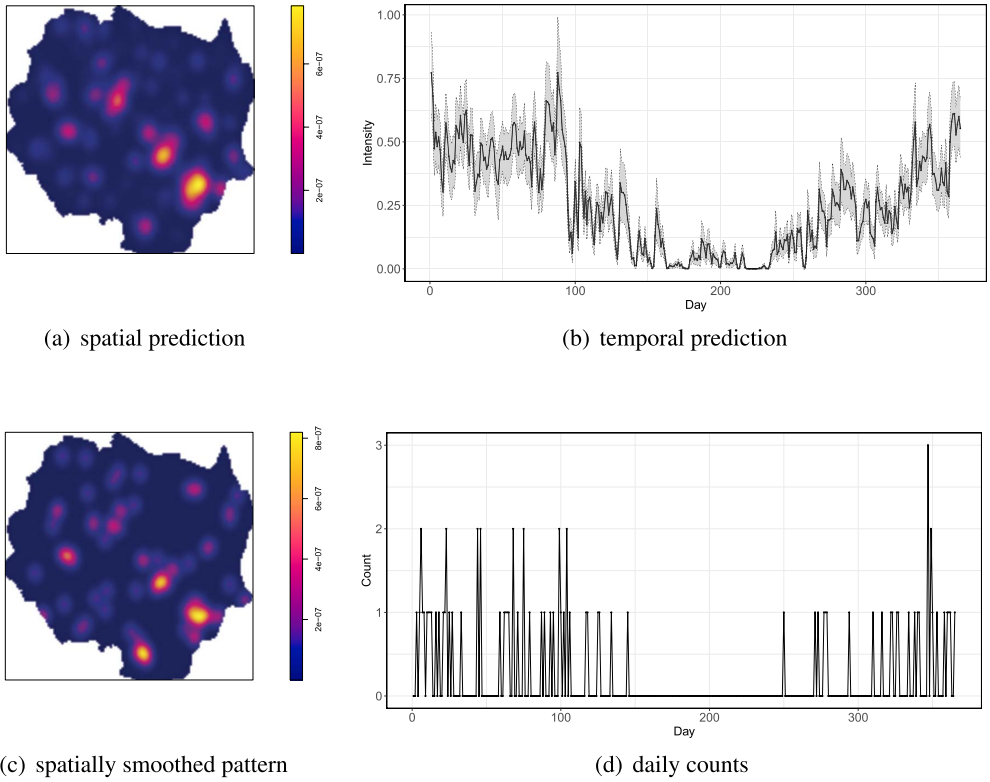 2e−07 4e−07 6e−07
1.00
0.75
0.50
0.25
0.00
Intensity
0 100 200 300
Day
(a) spatial prediction
(b) temporal prediction
2e−07 4e−07 6e−07 8e−07
3
2
1
0
Count
0 100 200 300
Day
(c) spatially smoothed pattern
(d) daily counts